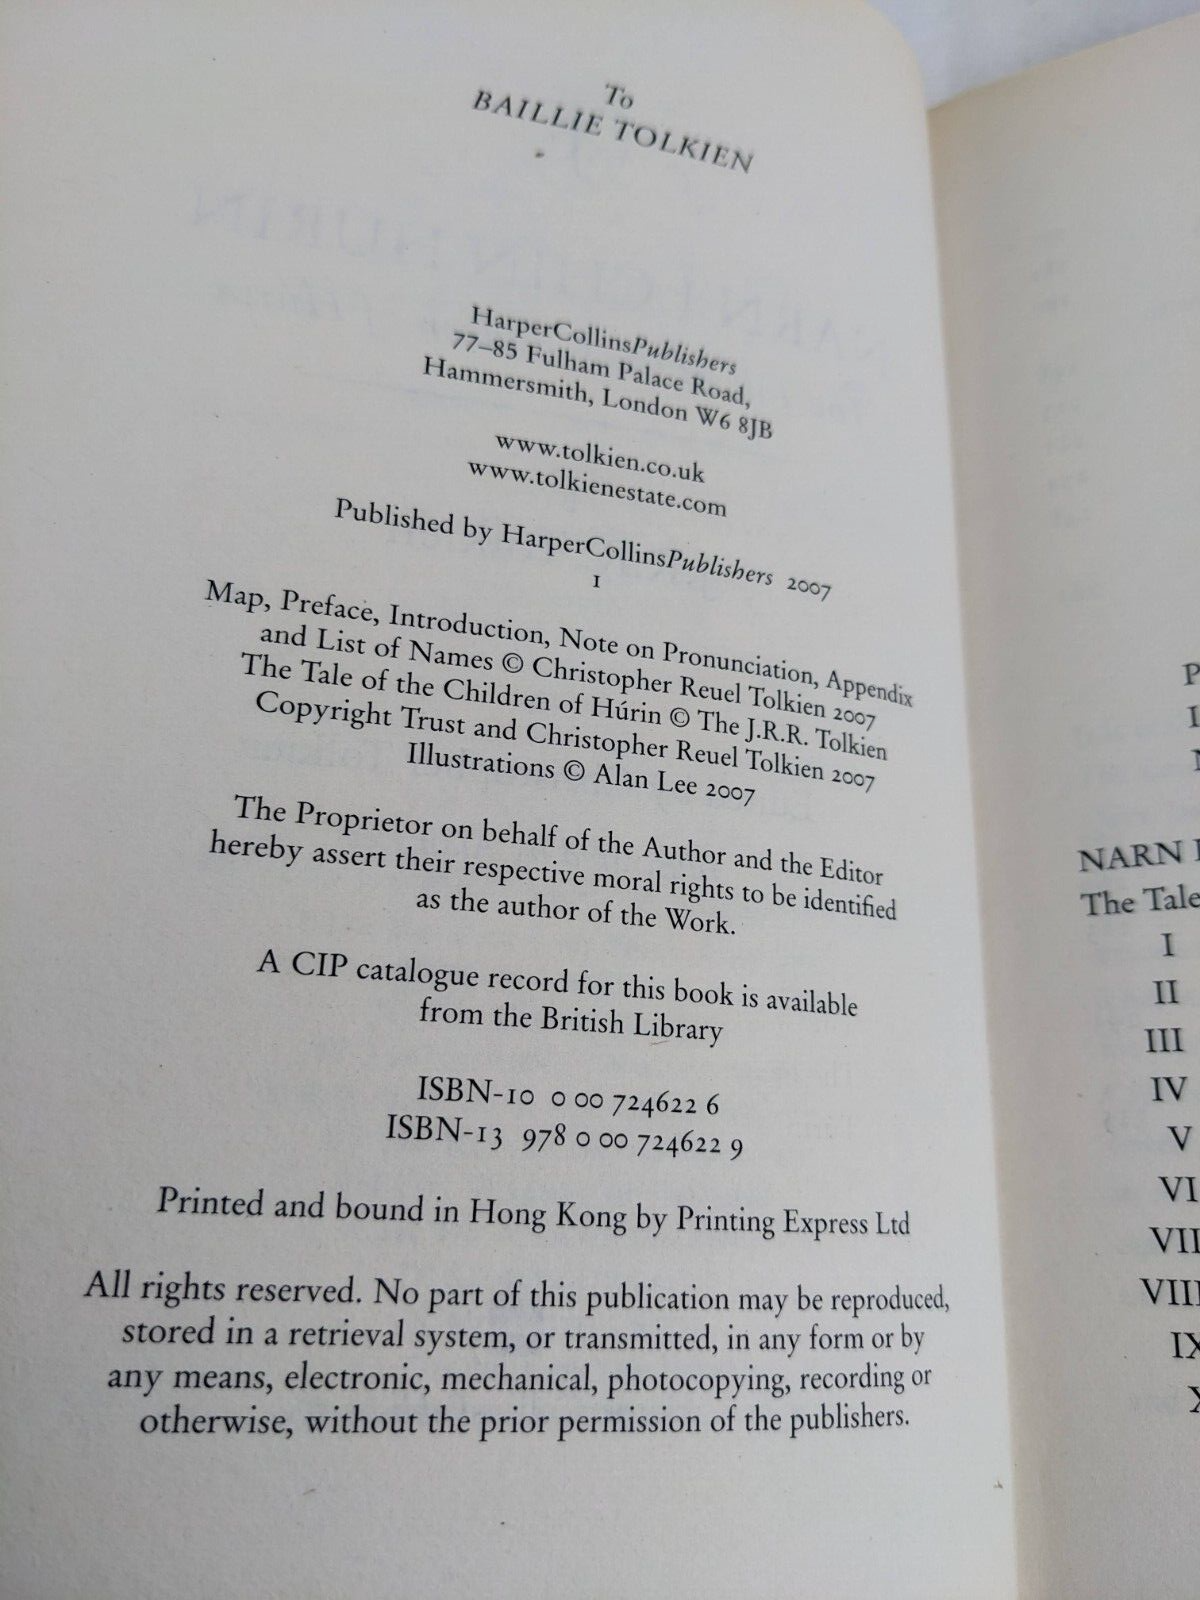 To
BAILLIE TOLKIEN
HarperCollinsPublishers
77–85 Fulham Palace Road,
Hammersmith, London W6 8JB
www.tolkien.co.uk
www.tolkienestate.com
Published by HarperCollinsPublishers 2007
1
Map, Preface, Introduction, Note on Pronunciation, Appendix
and List of Names © Christopher Reuel Tolkien 2007
The Tale of the Children of Húrin © The J.R.R. Tolkien
Copyright Trust and Christopher Reuel Tolkien 2007
Illustrations © Alan Lee 2007
The Proprietor on behalf of the Author and the Editor
hereby assert their respective moral rights to be identified
as the author of the Work.
A CIP catalogue record for this book is available
from the British Library
ISBN-10 0 00 724622 6
ISBN-13 978 0 00 724622 9
Printed and bound in Hong Kong by Printing Express Ltd
All rights reserved. No part of this publication may be reproduced,
stored in a retrieval system, or transmitted, in any form or by
any means, electronic, mechanical, photocopying, recording or
otherwise, without the prior permission of the publishers.
NARN
The Tale
I
II
III
IV
V
VI
VII
VIII
IX